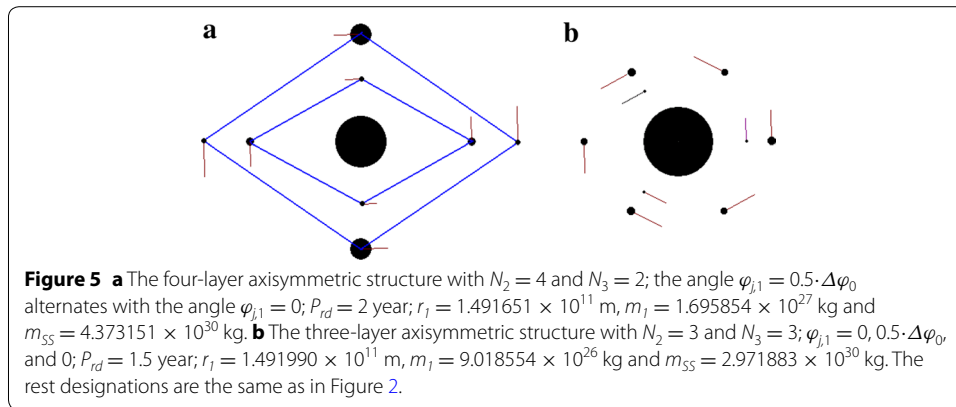 a
b
Figure 5 a The four-layer axisymmetric structure with N₂ = 4 and N₃ = 2; the angle φⱼ,₁ = 0.5·Δφ₀
alternates with the angle φⱼ,₁ = 0; Pᵣd = 2 year; r₁ = 1.491651 × 10¹¹ m, m₁ = 1.695854 × 10²⁷ kg and
m_SS = 4.373151 × 10³⁰ kg. b The three-layer axisymmetric structure with N₂ = 3 and N₃ = 3; φⱼ,₁ = 0, 0.5·Δφ₀,
and 0; Pᵣd = 1.5 year; r₁ = 1.491990 × 10¹¹ m, m₁ = 9.018554 × 10²⁶ kg and m_SS = 2.971883 × 10³⁰ kg. The
rest designations are the same as in Figure 2.